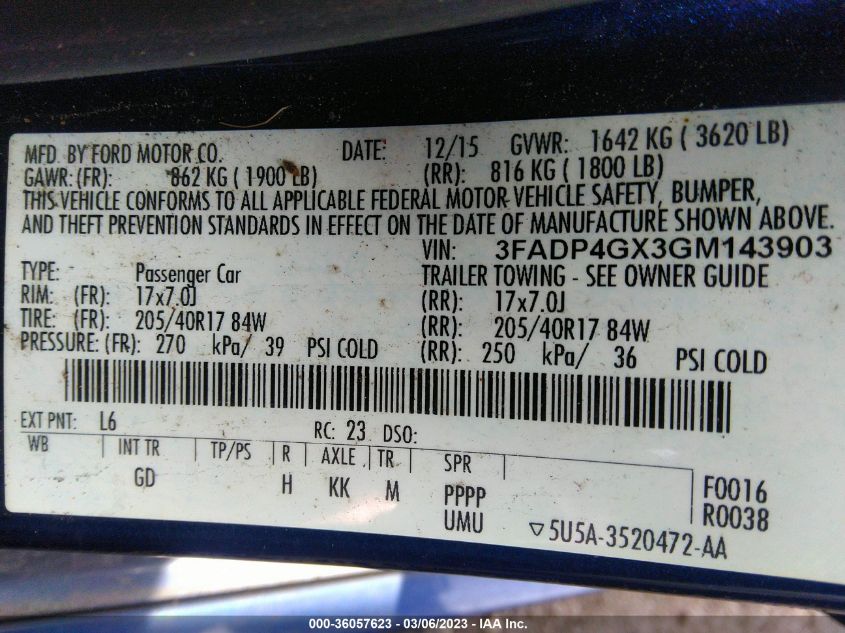 MFD. BY FORD MOTOR CO. DATE: 12/15 GVWR: 1642 KG ( 3620 LB)
GAWR: (FR): 862 KG ( 1900 LB) (RR): 816 KG ( 1800 LB)
THIS VEHICLE CONFORMS TO ALL APPLICABLE FEDERAL MOTOR VEHICLE SAFETY, BUMPER,
AND THEFT PREVENTION STANDARDS IN EFFECT ON THE DATE OF MANUFACTURE SHOWN ABOVE.
VIN: 3FADP4GX3GM143903
TYPE: Passenger Car TRAILER TOWING - SEE OWNER GUIDE
RIM: (FR): 17x7.0J (RR): 17x7.0J
TIRE: (FR): 205/40R17 84W (RR): 205/40R17 84W
PRESSURE: (FR): 270 kPa/ 39 PSI COLD (RR): 250 kPa/ 36 PSI COLD
EXT PNT: L6 RC: 23 DSO:
WB INT TR TP/PS R AXLE TR SPR
GD H KK M PPPP F0016
UMU R0038
▽5U5A-3520472-AA
000-36057623 - 03/06/2023 - IAA Inc.